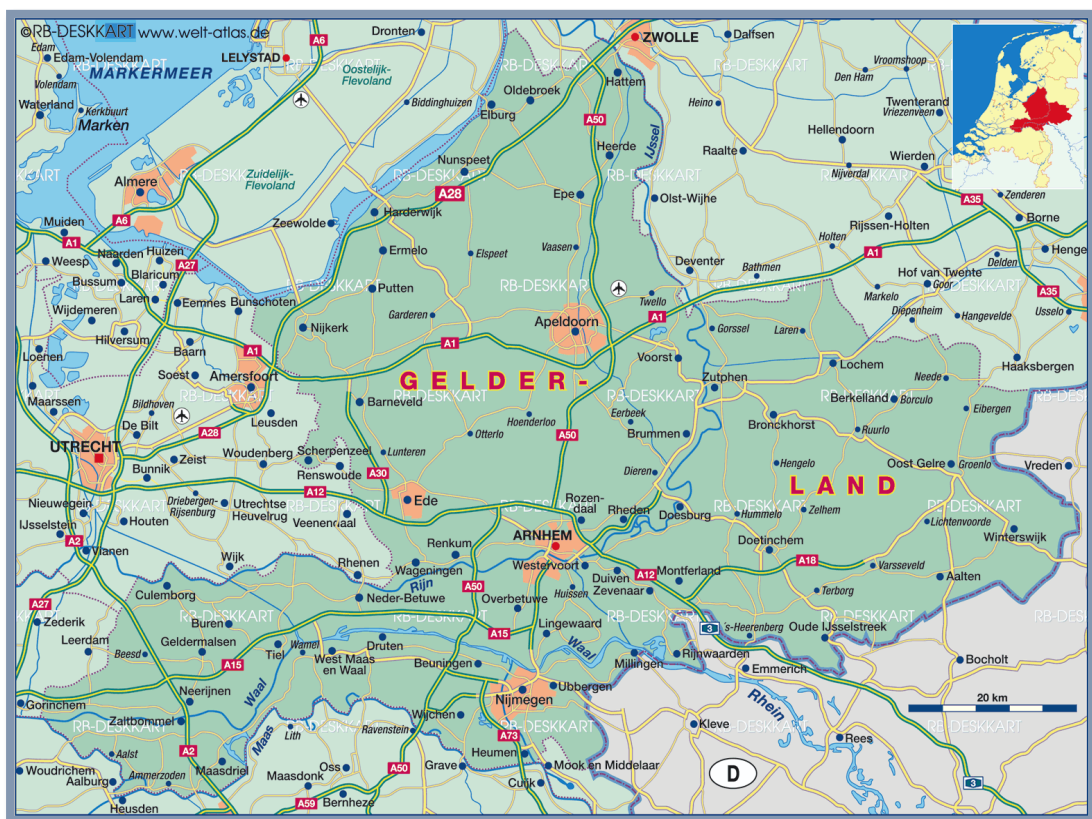 ©RB-DESKKART www.welt-atlas.de
A6
Dronten
ZWOLLE
Dalfsen
Edam
Edam-Volendam
LELYSTAD
Vroomshoop
Oostelijk-
Flevoland
Den Ham
Volendam
MARKERMEER
Hattem
Oldebroek
Biddinghuizen
Elburg
Heino
Twenterand
Vriezenveen
Waterland
Kerkbuurt
Marken
A50
IJssel
Hellendoorn
Raalte
Heerde
Nunspeet
Wierden
Nijverdal
Zuidelijk-
Flevoland
Almere
A28
Epe
Olst-Wijhe
A35
Zenderen
Harderwijk
Borne
Rijssen-Holten
Muiden
A6
Zeewolde
A1
Holten
Vaasen
Ermelo
Elspeet
A1
Henge
Weesp
Naarden
Huizen
A27
Delden
Blaricum
Deventer
Bathmen
Hof van Twente
Goor
Bussum
Putten
A35
Laren
Eemnes
Bunschoten
Twello
Markelo
Wijdemeren
Garderen
Apeldoorn
A1
Diepenheim
Hangevelde
Usselo
Nijkerk
Gorssel
Laren
Hilversum
A1
Baarn
A1
Loenen
Voorst
Lochem
Haaksbergen
Soest
Amersfoort
GELDER-
Zutphen
Neede
Maarssen
Bildhoven
Barneveld
Berkelland
Borculo
Eibergen
De Bilt
Leusden
Hoenderloo
Eerbeek
Bronckhorst
A28
Otterlo
A50
Brummen
Ruurlo
UTRECHT
Scherpenzeel
Lunteren
Woudenberg
Zeist
Bunnik
Renswoude
A30
Dieren
Hengelo
Oost Gelre
Groenlo
Vreden
LAND
A12
Ede
Nieuwegein
Driebergen-
Rijsenburg
Utrechtse
Heuvelrug
Rozen-
daal
Rheden
Doesburg
Zelhem
Hummelo
IJsselstein
Houten
Veenendaal
Lichtenvoorde
A2
ARNHEM
Winterswijk
Vianen
Wijk
Renkum
Doetinchem
Rhenen
Wageningen
Westervoort
A18
Varsseveld
Rijn
Duiven
A12
Montferland
Aalten
Culemborg
A50
Huissen
Zevenaar
Terborg
A27
Neder-Betuwe
Overbetuwe
Zederik
Buren
A15
Lingewaard
3
's-Heerenberg
Oude IJsselstreek
Leerdam
Geldermalsen
Druten
Waal
Beesd
Tiel
Wamel
A15
West Maas
en Waal
Beuningen
Millingen
Rijnwaarden
Bocholt
Emmerich
Neerijnen
Waal
Ubbergen
Nijmegen
Rhein
20 km
Gorinchem
Zaltbommel
Wijchen
Kleve
Maas
Lith
Ravenstein
A73
Rees
Aalst
A2
Heumen
Woudrichem
Maasdriel
Oss
A50
Grave
Mook en Middelaar
D
Aalburg
Ammerzoden
Maasdonk
Cuijk
3
Heusden
A59
Bernheze